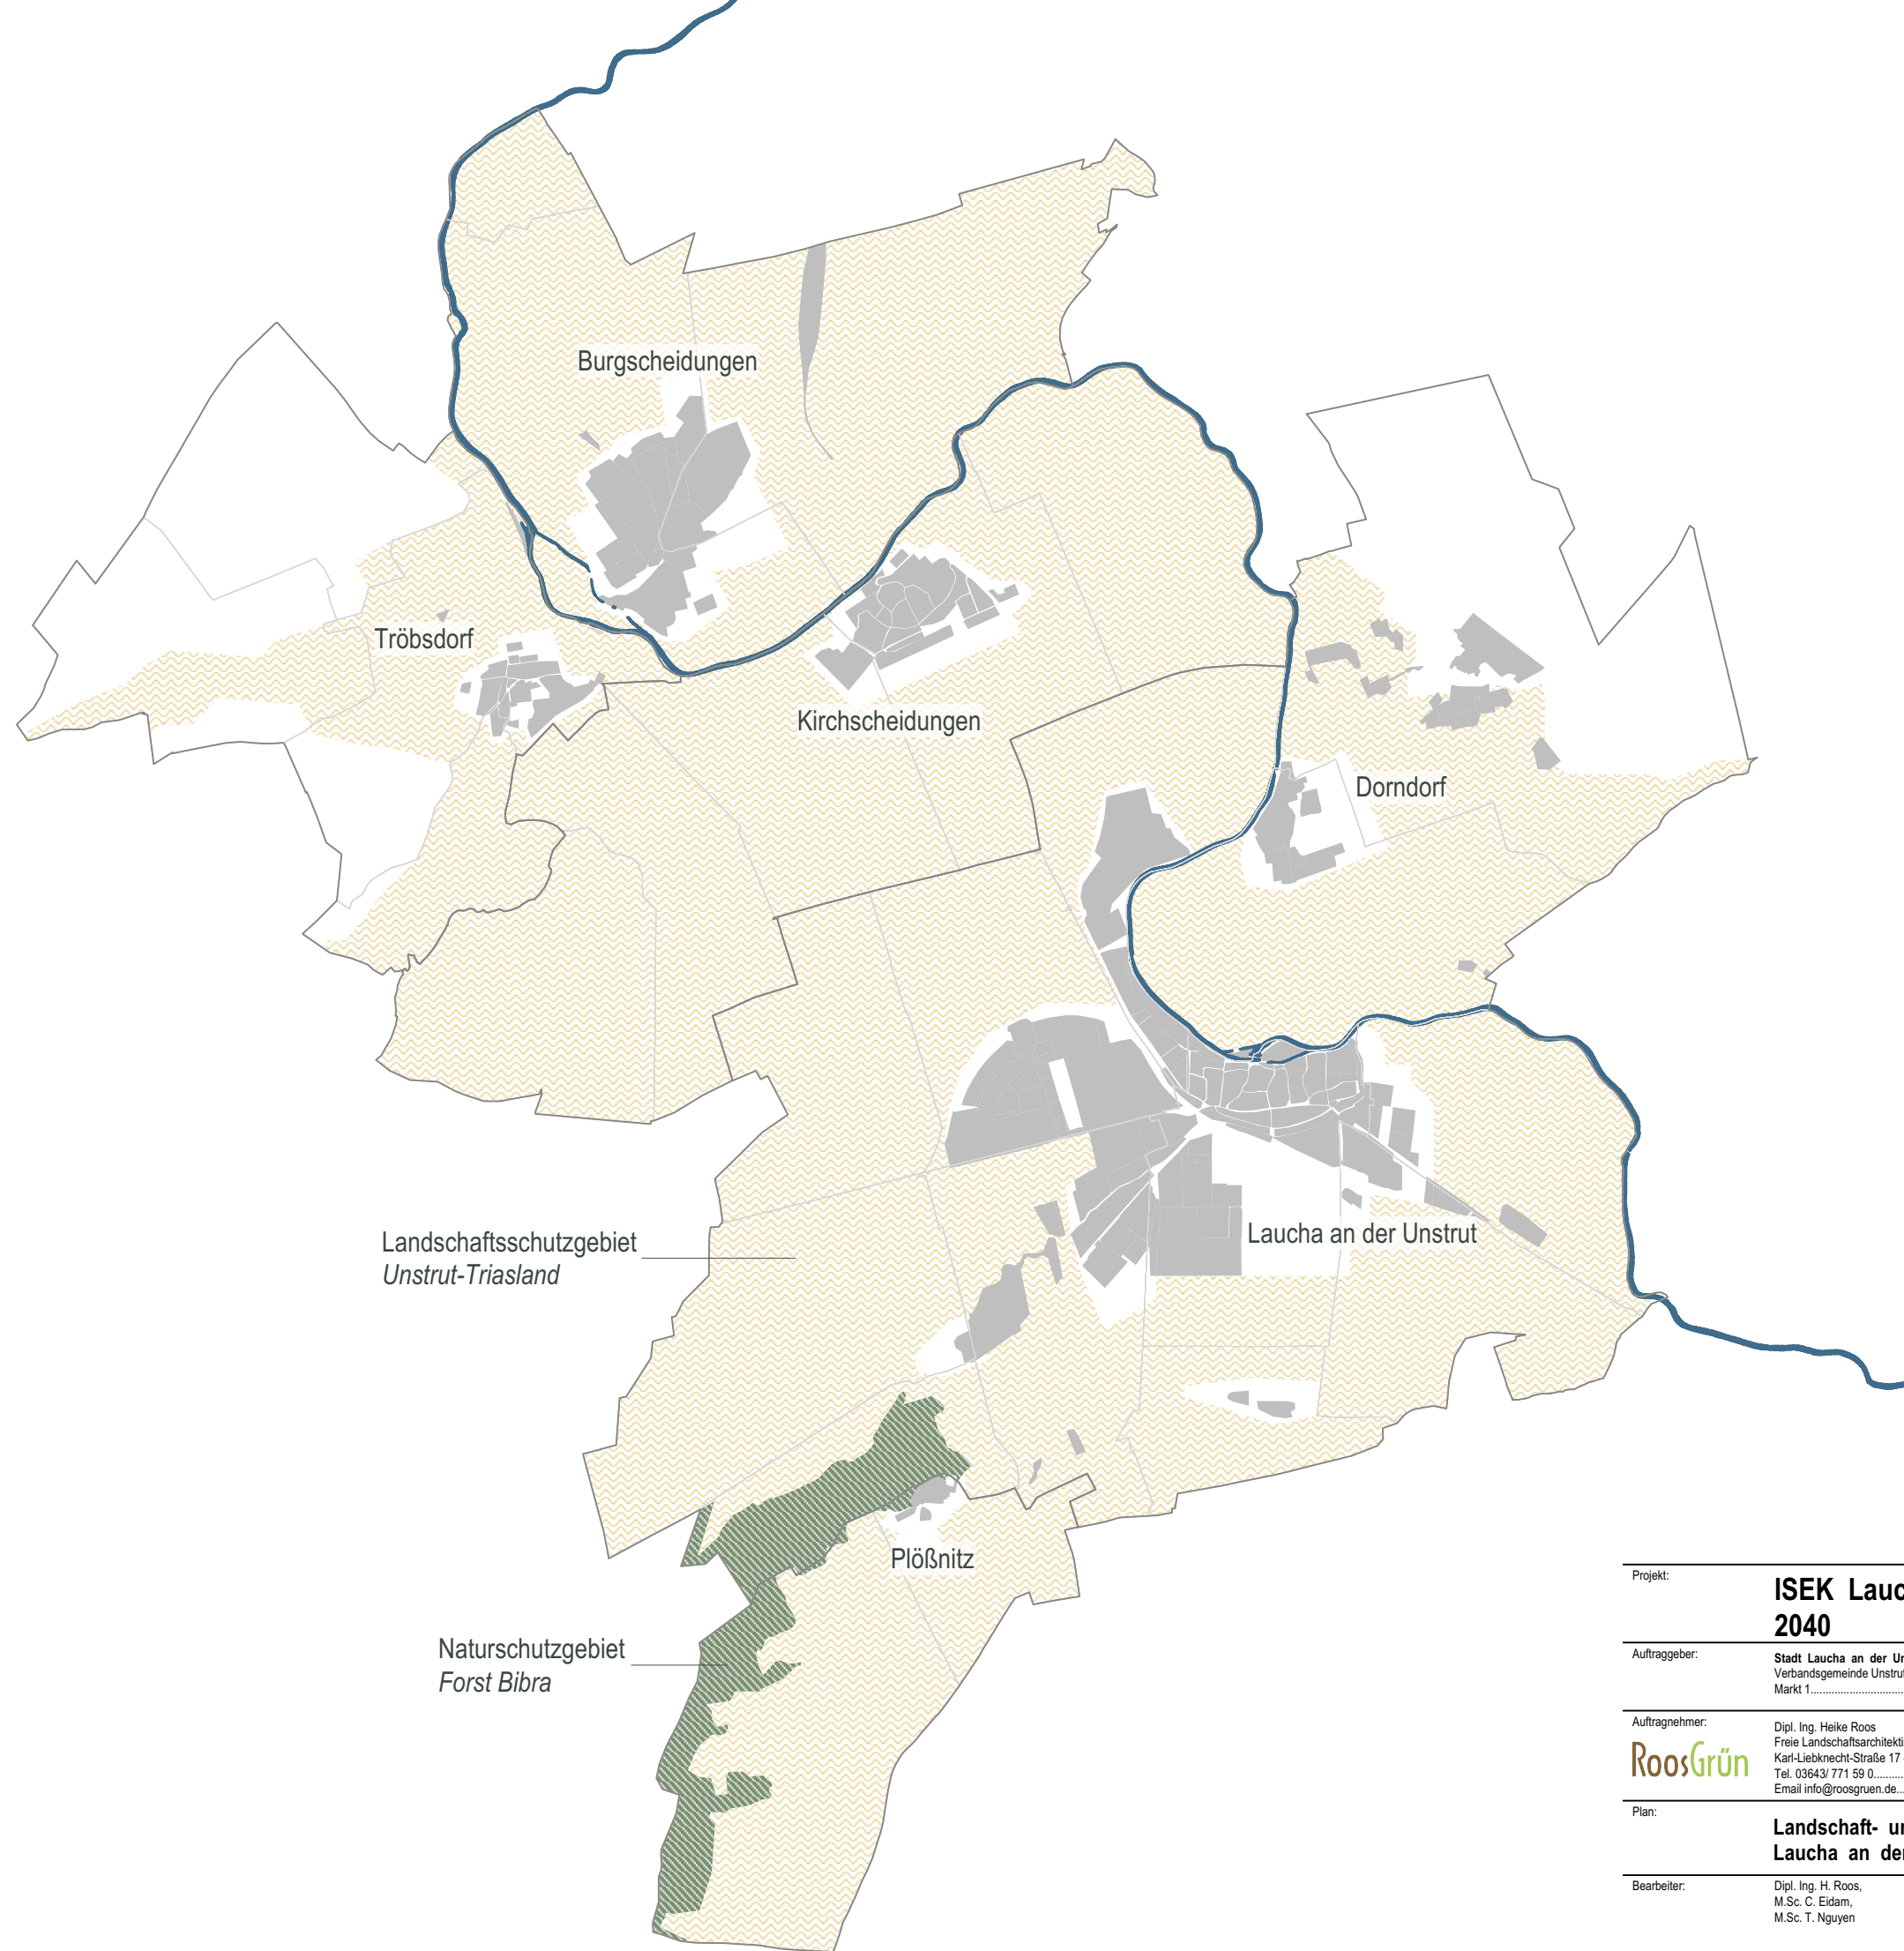 Burgscheidungen
Tröbsdorf
Kirchscheidungen
Dorndorf
Landschaftsschutzgebiet
Unstrut-Triasland
Laucha an der Unstrut
Plößnitz
Naturschutzgebiet
Forst Bibra
Projekt:
ISEK Lauc
2040
Auftraggeber:
Stadt Laucha an der Un
Verbandsgemeinde Unstrut
Markt 1
Auftragnehmer:
RoosGrün
Dipl. Ing. Heike Roos
Freie Landschaftsarchitekti
Karl-Liebknecht-Straße 17
Tel. 03643/ 771 59 0
Email info@roosgruen.de
Plan:
Landschaft- un
Laucha an der
Bearbeiter:
Dipl. Ing. H. Roos,
M.Sc. C. Eidam,
M.Sc. T. Nguyen